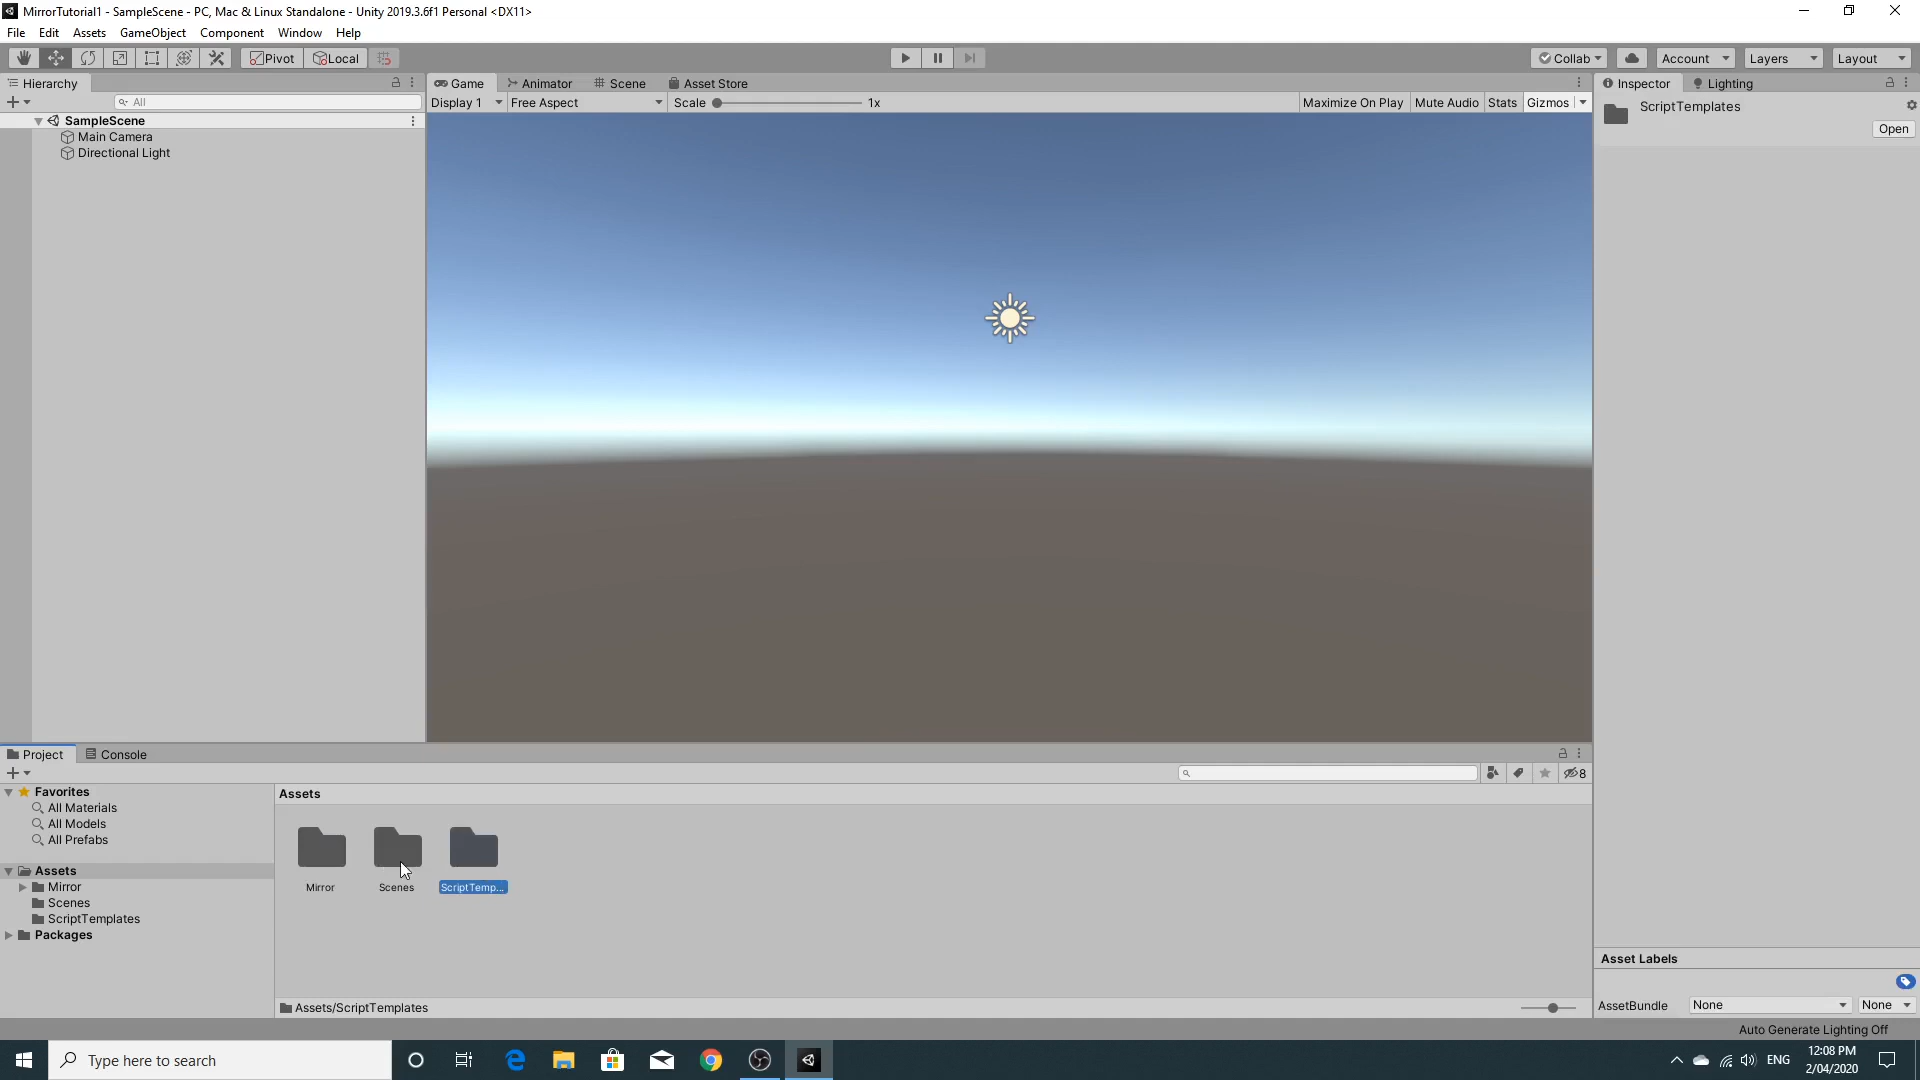 MirrorTutorial1 - SampleScene - PC, Mac & Linux Standalone - Unity 2019.3.6f1 Personal <DX11>
File Edit Assets GameObject Component Window Help
Pivot Local Collab Account Layers Layout
Hierarchy Game Animator Scene Asset Store Inspector Lighting
All Display 1 Free Aspect Scale 1x Maximize On Play Mute Audio Stats Gizmos ScriptTemplates
SampleScene
Open
Main Camera
Directional Light
Project Console
8
Favorites Assets
All Materials
All Models
All Prefabs
Assets
Mirror Mirror Scenes ScriptTemp...
Scenes
ScriptTemplates
Packages
Asset Labels
Assets/ScriptTemplates AssetBundle None None
Auto Generate Lighting Off
Type here to search ENG 12:08 PM
2/04/2020